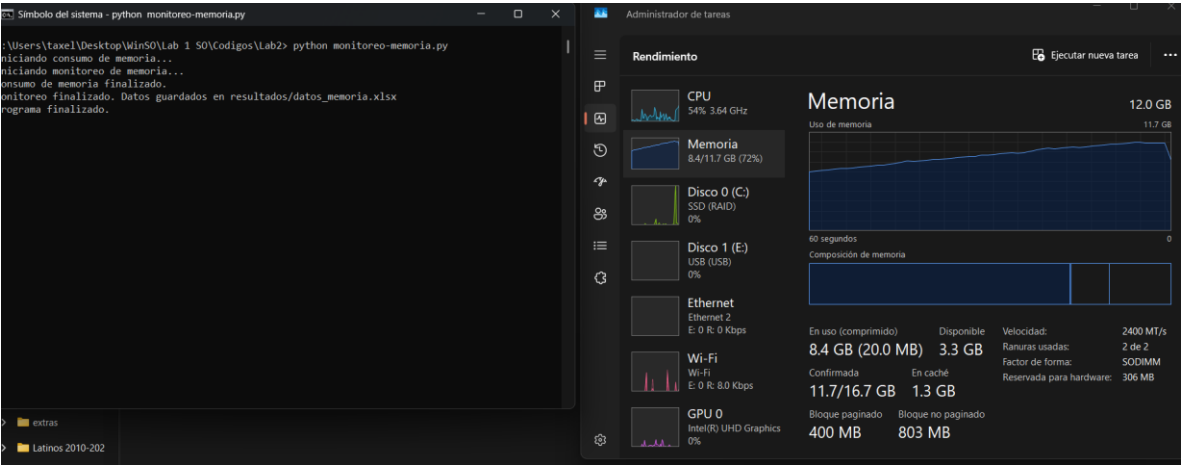 Símbolo del sistema - python monitoreo-memoria.py
:\Users\taxel\Desktop\WinSO\Lab 1 SO\Codigos\Lab2> python monitoreo-memoria.py
niciando consumo de memoria...
niciando monitoreo de memoria...
onsumo de memoria finalizado.
onitoreo finalizado. Datos guardados en resultados/datos_memoria.xlsx
rograma finalizado.
extras
Latinos 2010-202
Administrador de tareas
Rendimiento
Ejecutar nueva tarea
CPU
54% 3.64 GHz
Memoria
8.4/11.7 GB (72%)
Disco 0 (C:)
SSD (RAID)
0%
Disco 1 (E:)
USB (USB)
0%
Ethernet
Ethernet 2
E: 0 R: 0 Kbps
Wi-Fi
Wi-Fi
E: 0 R: 8.0 Kbps
GPU 0
Intel(R) UHD Graphics
0%
Memoria 12.0 GB
Uso de memoria 11.7 GB
60 segundos 0
Composición de memoria
En uso (comprimido) Disponible
8.4 GB (20.0 MB) 3.3 GB
Confirmada En caché
11.7/16.7 GB 1.3 GB
Bloque paginado Bloque no paginado
400 MB 803 MB
Velocidad: 2400 MT/s
Ranuras usadas: 2 de 2
Factor de forma: SODIMM
Reservada para hardware: 306 MB